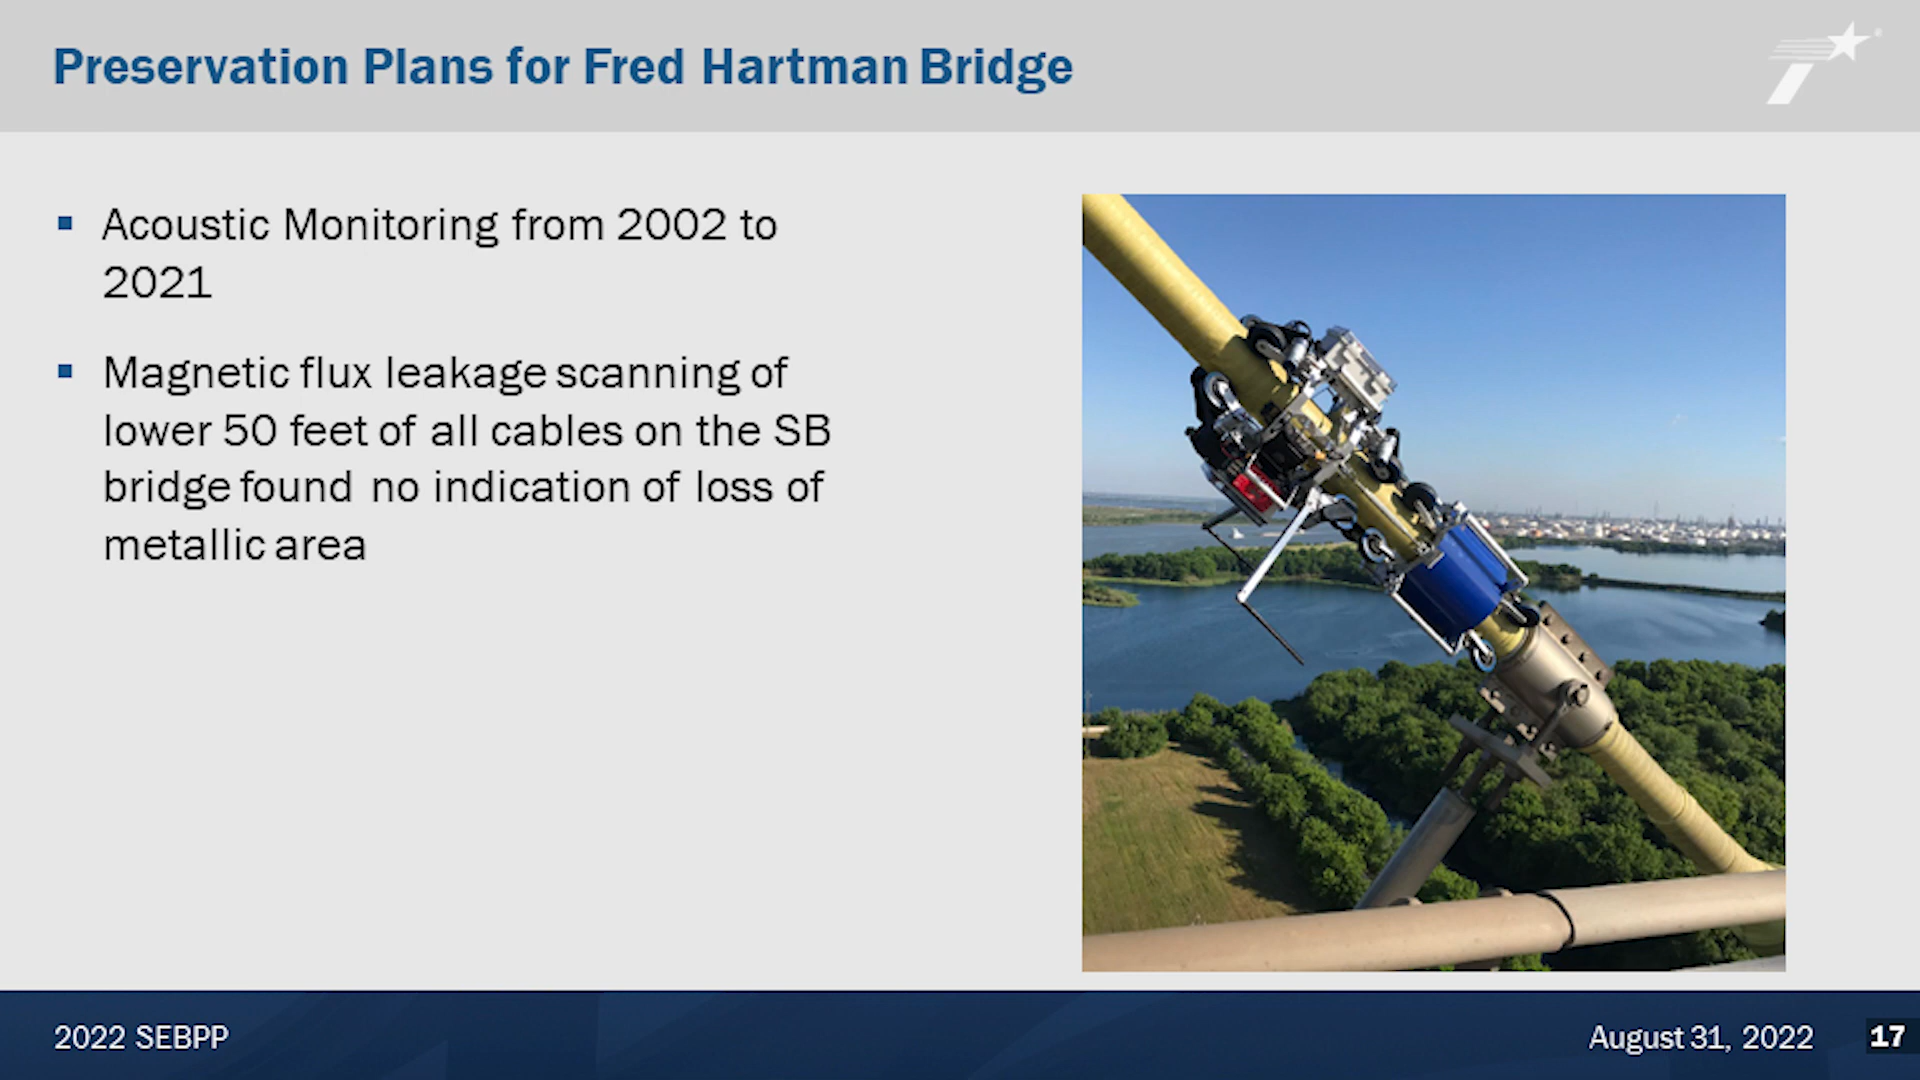 Preservation Plans for Fred Hartman Bridge
Acoustic Monitoring from 2002 to
2021
Magnetic flux leakage scanning of
lower 50 feet of all cables on the SB
bridge found no indication of loss of
metallic area
2022 SEBPP
August 31, 2022
17